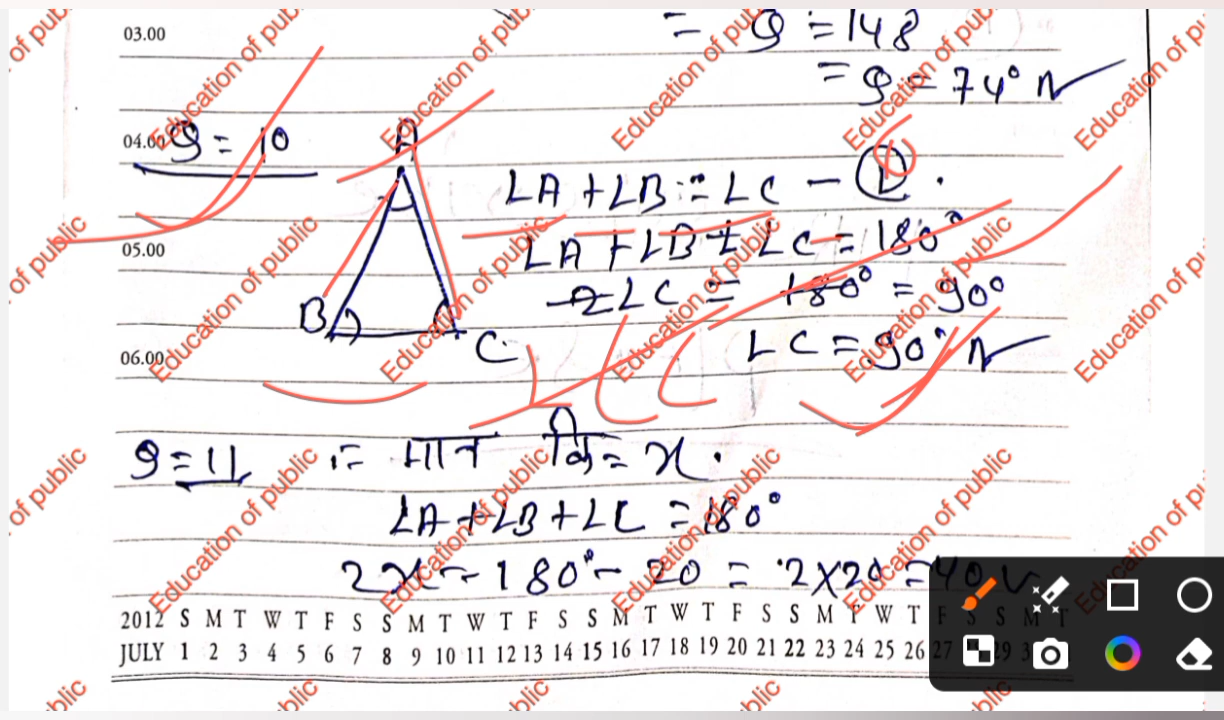 03.00
= 9 = 148
= 9 = 74°
04.00 9 = 10
A
∠A + ∠B = ∠C - ①.
05.00
∠A + ∠B + ∠C = 180°
2∠C = 180° = 90°
B
C
06.00
∠C = 90°
9 = 11 ∴ = माना कि = x.
∠A + ∠B + ∠C = 180°
2x = 180° - 20 = 2x20 = 40
2012 S M T W T F S S M T W T F S S M T W T F S S M T W T F S S M T
JULY 1 2 3 4 5 6 7 8 9 10 11 12 13 14 15 16 17 18 19 20 21 22 23 24 25 26 27 29
Education of public